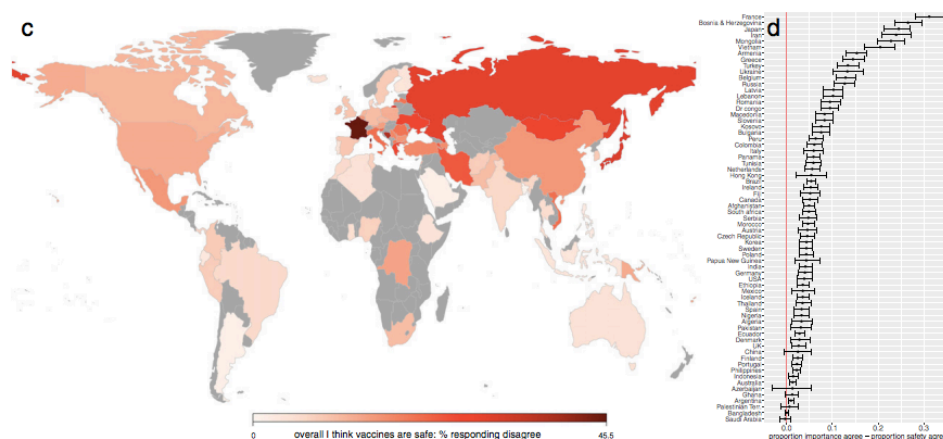 c
d
France
Bosnia & Herzegovina
Japan
Iran
Mongolia
Vietnam
Armenia
Greece
Turkey
Ukraine
Belgium
Russia
Latvia
Lebanon
Romania
Dr congo
Macedonia
Slovenia
Kosovo
Bulgaria
Peru
Colombia
Italy
Panama
Tunisia
Netherlands
Hong Kong
Brazil
Ireland
Fiji
Canada
Afghanistan
South africa
Serbia
Morocco
Austria
Czech Republic
Korea
Sweden
Poland
Papua New Guinea
India
Germany
USA
Ethiopia
Mexico
Iceland
Thailand
Spain
Nigeria
Algeria
Pakistan
Ecuador
Denmark
UK
China
Finland
Portugal
Philippines
Indonesia
Australia
Azerbaijan
Ghana
Argentina
Palestinian Terr.
Bangladesh
Saudi Arabia
0.0 0.1 0.2 0.3
proportion importance agree − proportion safety agre
0 overall I think vaccines are safe: % responding disagree 45.5